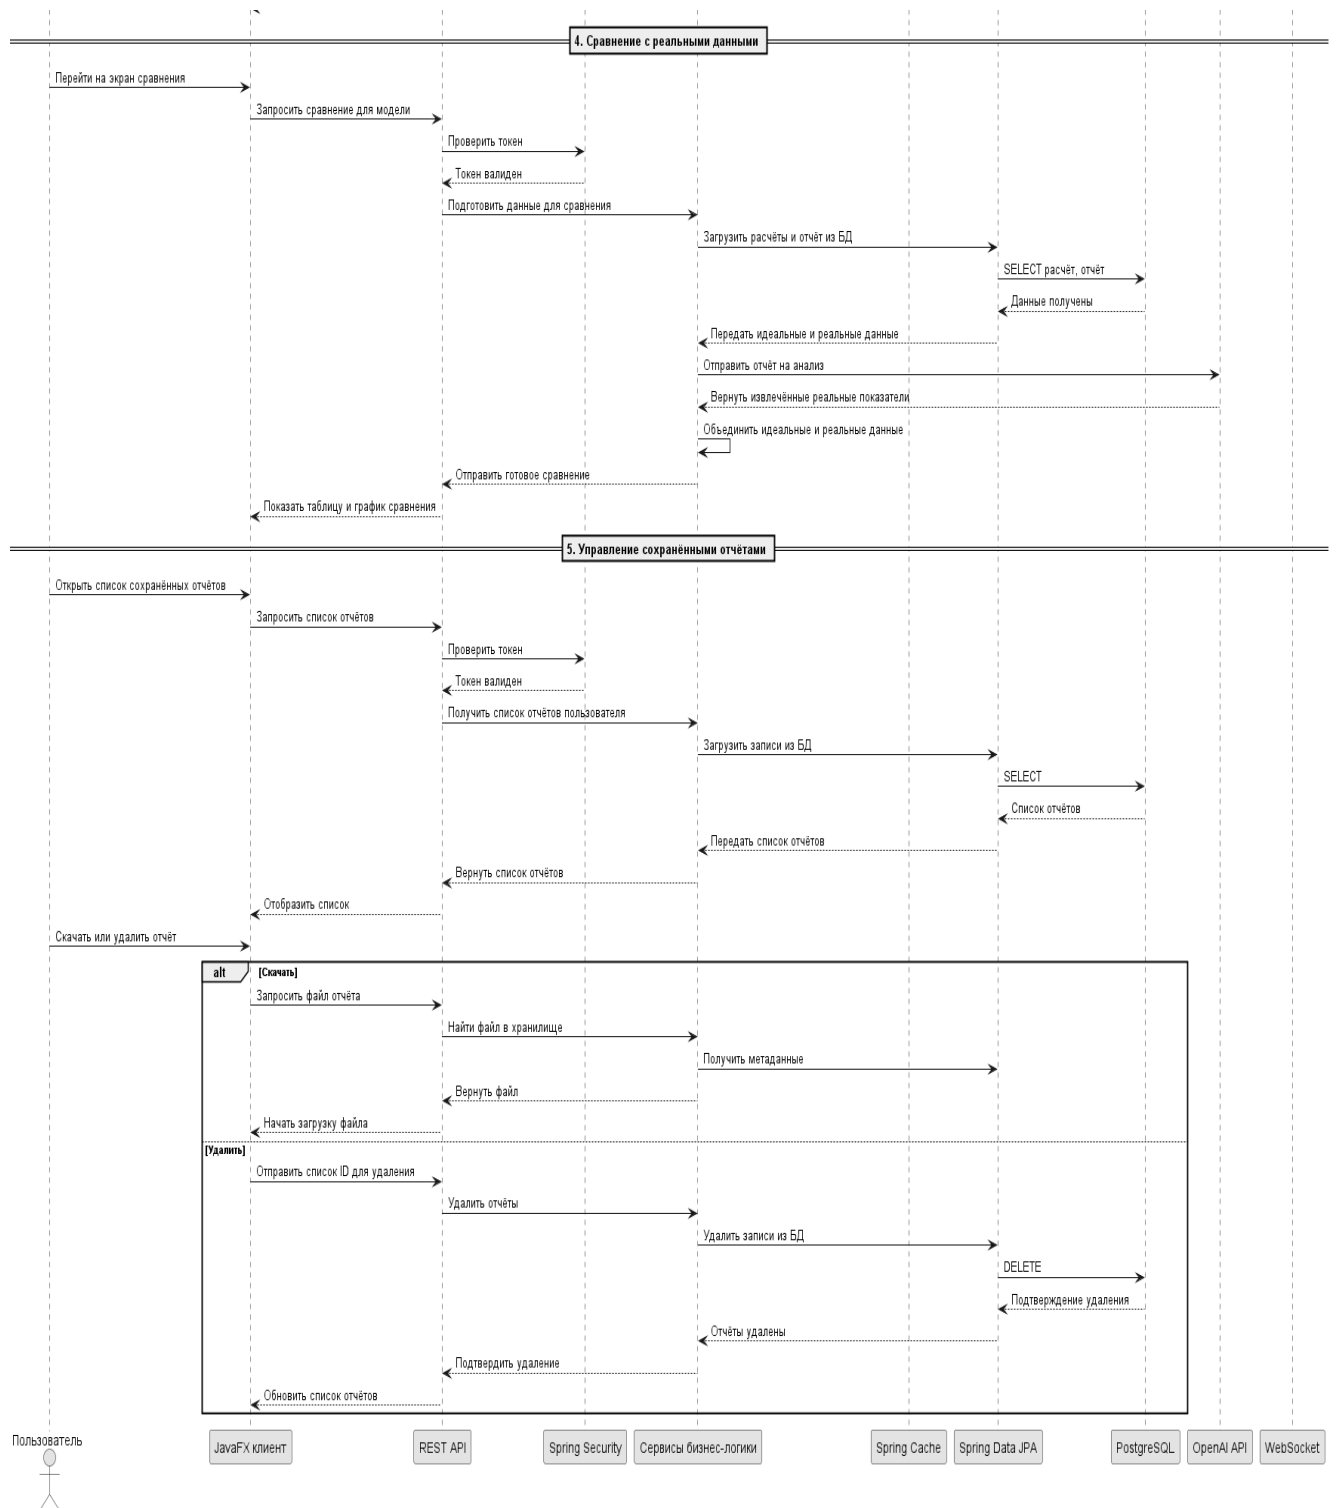 4. Сравнение с реальными данными
Перейти на экран сравнения
Запросить сравнение для модели
Проверить токен
Токен валиден
Подготовить данные для сравнения
Загрузить расчёты и отчёт из БД
SELECT расчёт, отчёт
Данные получены
Передать идеальные и реальные данные
Отправить отчёт на анализ
Вернуть извлечённые реальные показатели
Объединить идеальные и реальные данные
Отправить готовое сравнение
Показать таблицу и график сравнения
5. Управление сохранёнными отчётами
Открыть список сохранённых отчётов
Запросить список отчётов
Проверить токен
Токен валиден
Получить список отчётов пользователя
Загрузить записи из БД
SELECT
Список отчётов
Передать список отчётов
Вернуть список отчётов
Отобразить список
Скачать или удалить отчёт
alt [Скачать]
Запросить файл отчёта
Найти файл в хранилище
Получить метаданные
Вернуть файл
Начать загрузку файла
[Удалить]
Отправить список ID для удаления
Удалить отчёты
Удалить записи из БД
DELETE
Подтверждение удаления
Отчёты удалены
Подтвердить удаление
Обновить список отчётов
Пользователь
JavaFX клиент
REST API
Spring Security
Сервисы бизнес-логики
Spring Cache
Spring Data JPA
PostgreSQL
OpenAI API
WebSocket